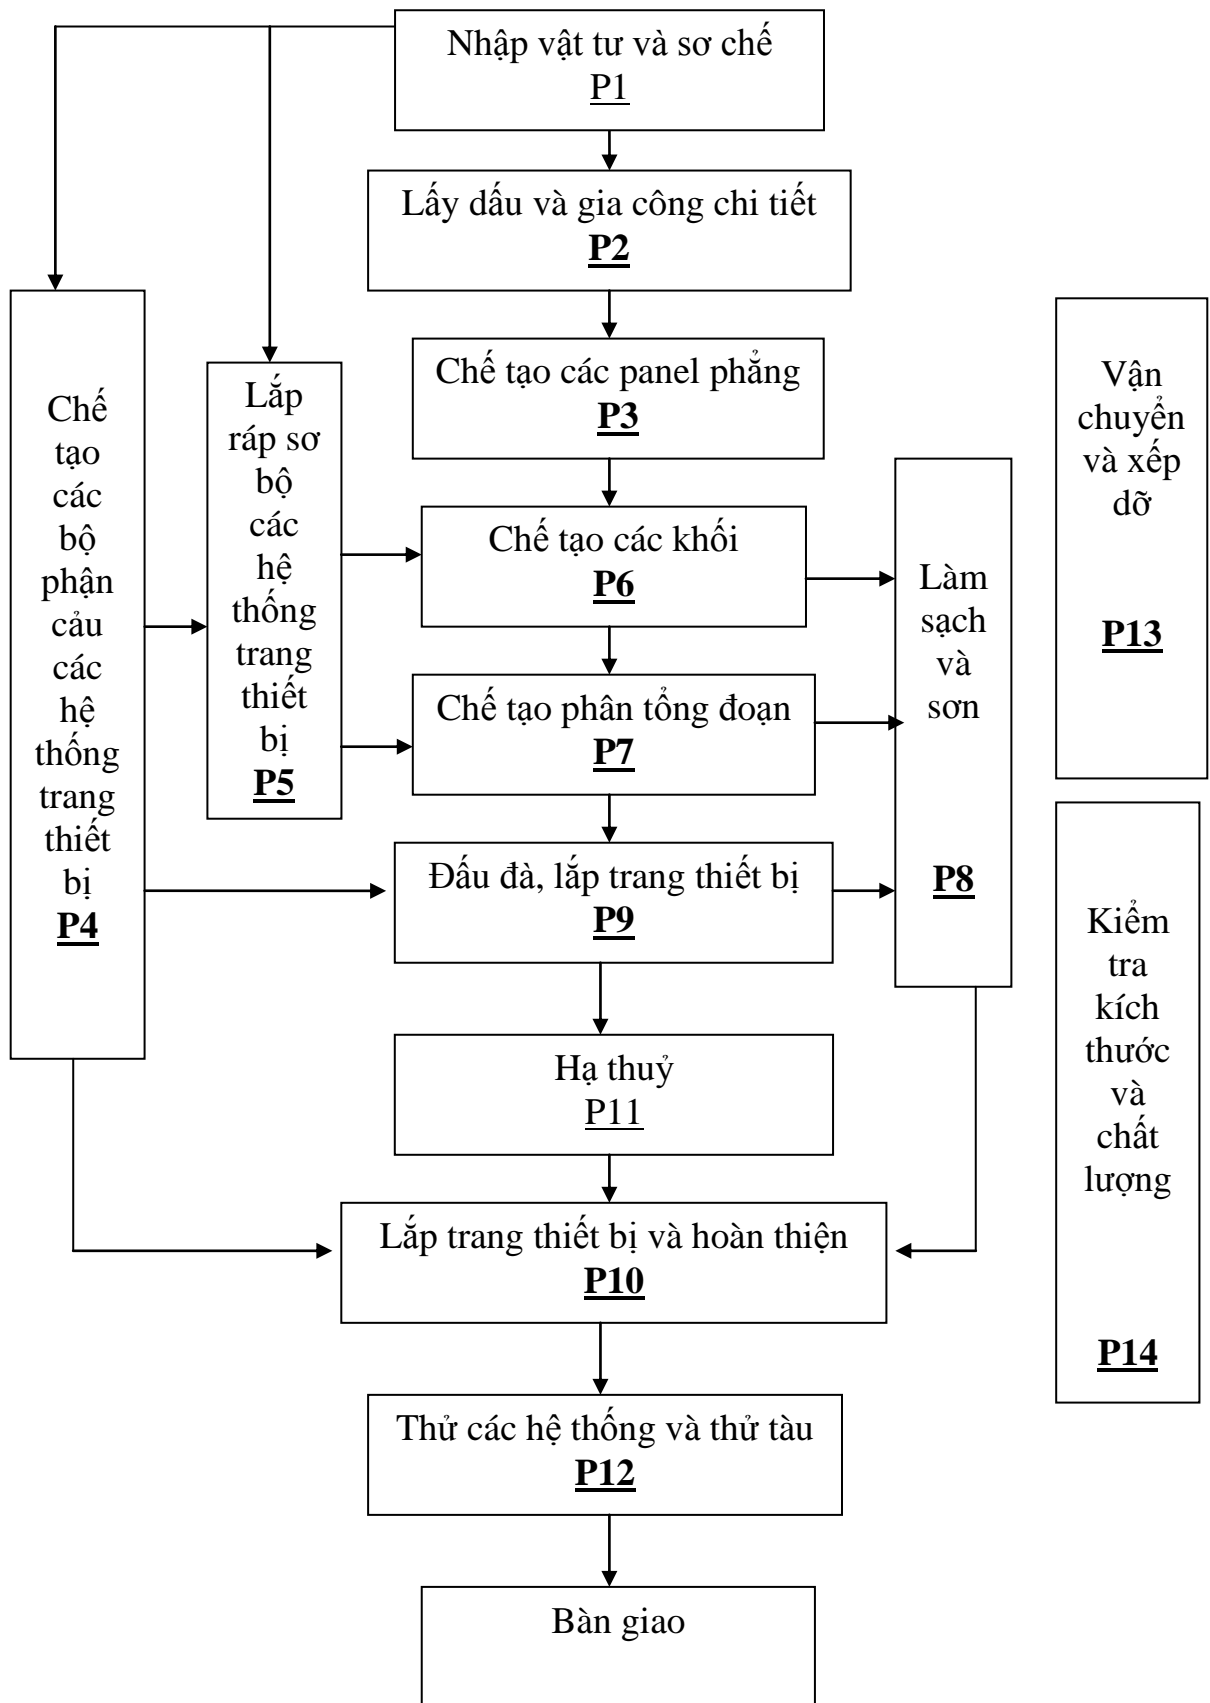 Nhập vật tư và sơ chế
P1
Lấy dấu và gia công chi tiết
P2
Chế tạo các panel phẳng
P3
Chế
tạo
các
bộ
phận
cảu
các
hệ
thống
trang
thiết
bị
P4
Lắp
ráp sơ
bộ
các
hệ
thống
trang
thiết
bị
P5
Chế tạo các khối
P6
Chế tạo phân tổng đoạn
P7
Làm
sạch
và
sơn
P8
Đấu đà, lắp trang thiết bị
P9
Hạ thuỷ
P11
Lắp trang thiết bị và hoàn thiện
P10
Thử các hệ thống và thử tàu
P12
Bàn giao
Vận
chuyển
và xếp
dỡ
P13
Kiểm
tra
kích
thước
và
chất
lượng
P14